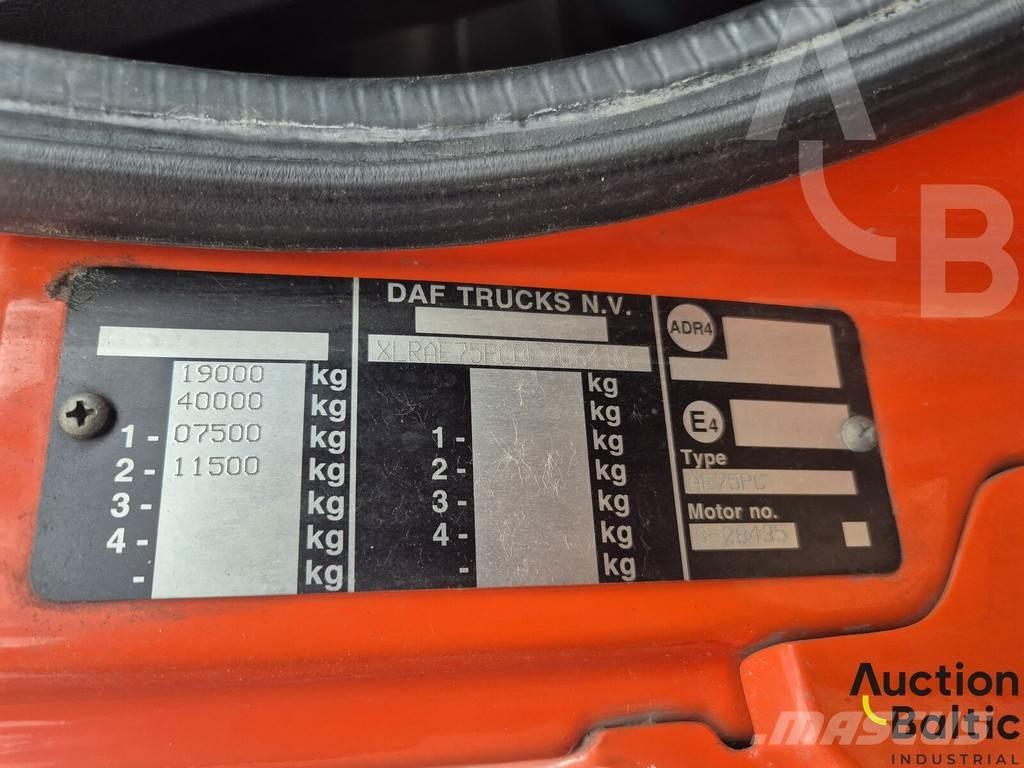 DAF TRUCKS N.V.
19000 kg
40000 kg
1 - 07500 kg
2 - 11500 kg
3 - kg
4 - kg
- kg
kg
kg
1 - kg
2 - kg
3 - kg
4 - kg
- kg
ADR4
E4
Type
AE75PC
Motor no.
A
B
Auction
Baltic
INDUSTRIAL
MASCUS